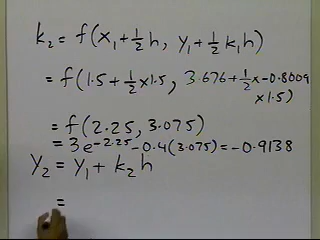 k₂ = f(x₁+½h, y₁+½k₁h)
= f(1.5+½×1.5, 3.676+½×-0.8009
×1.5)
= f(2.25, 3.075)
= 3e^-2.25 -0.4(3.075) = -0.9138
y₂ = y₁ + k₂h
=